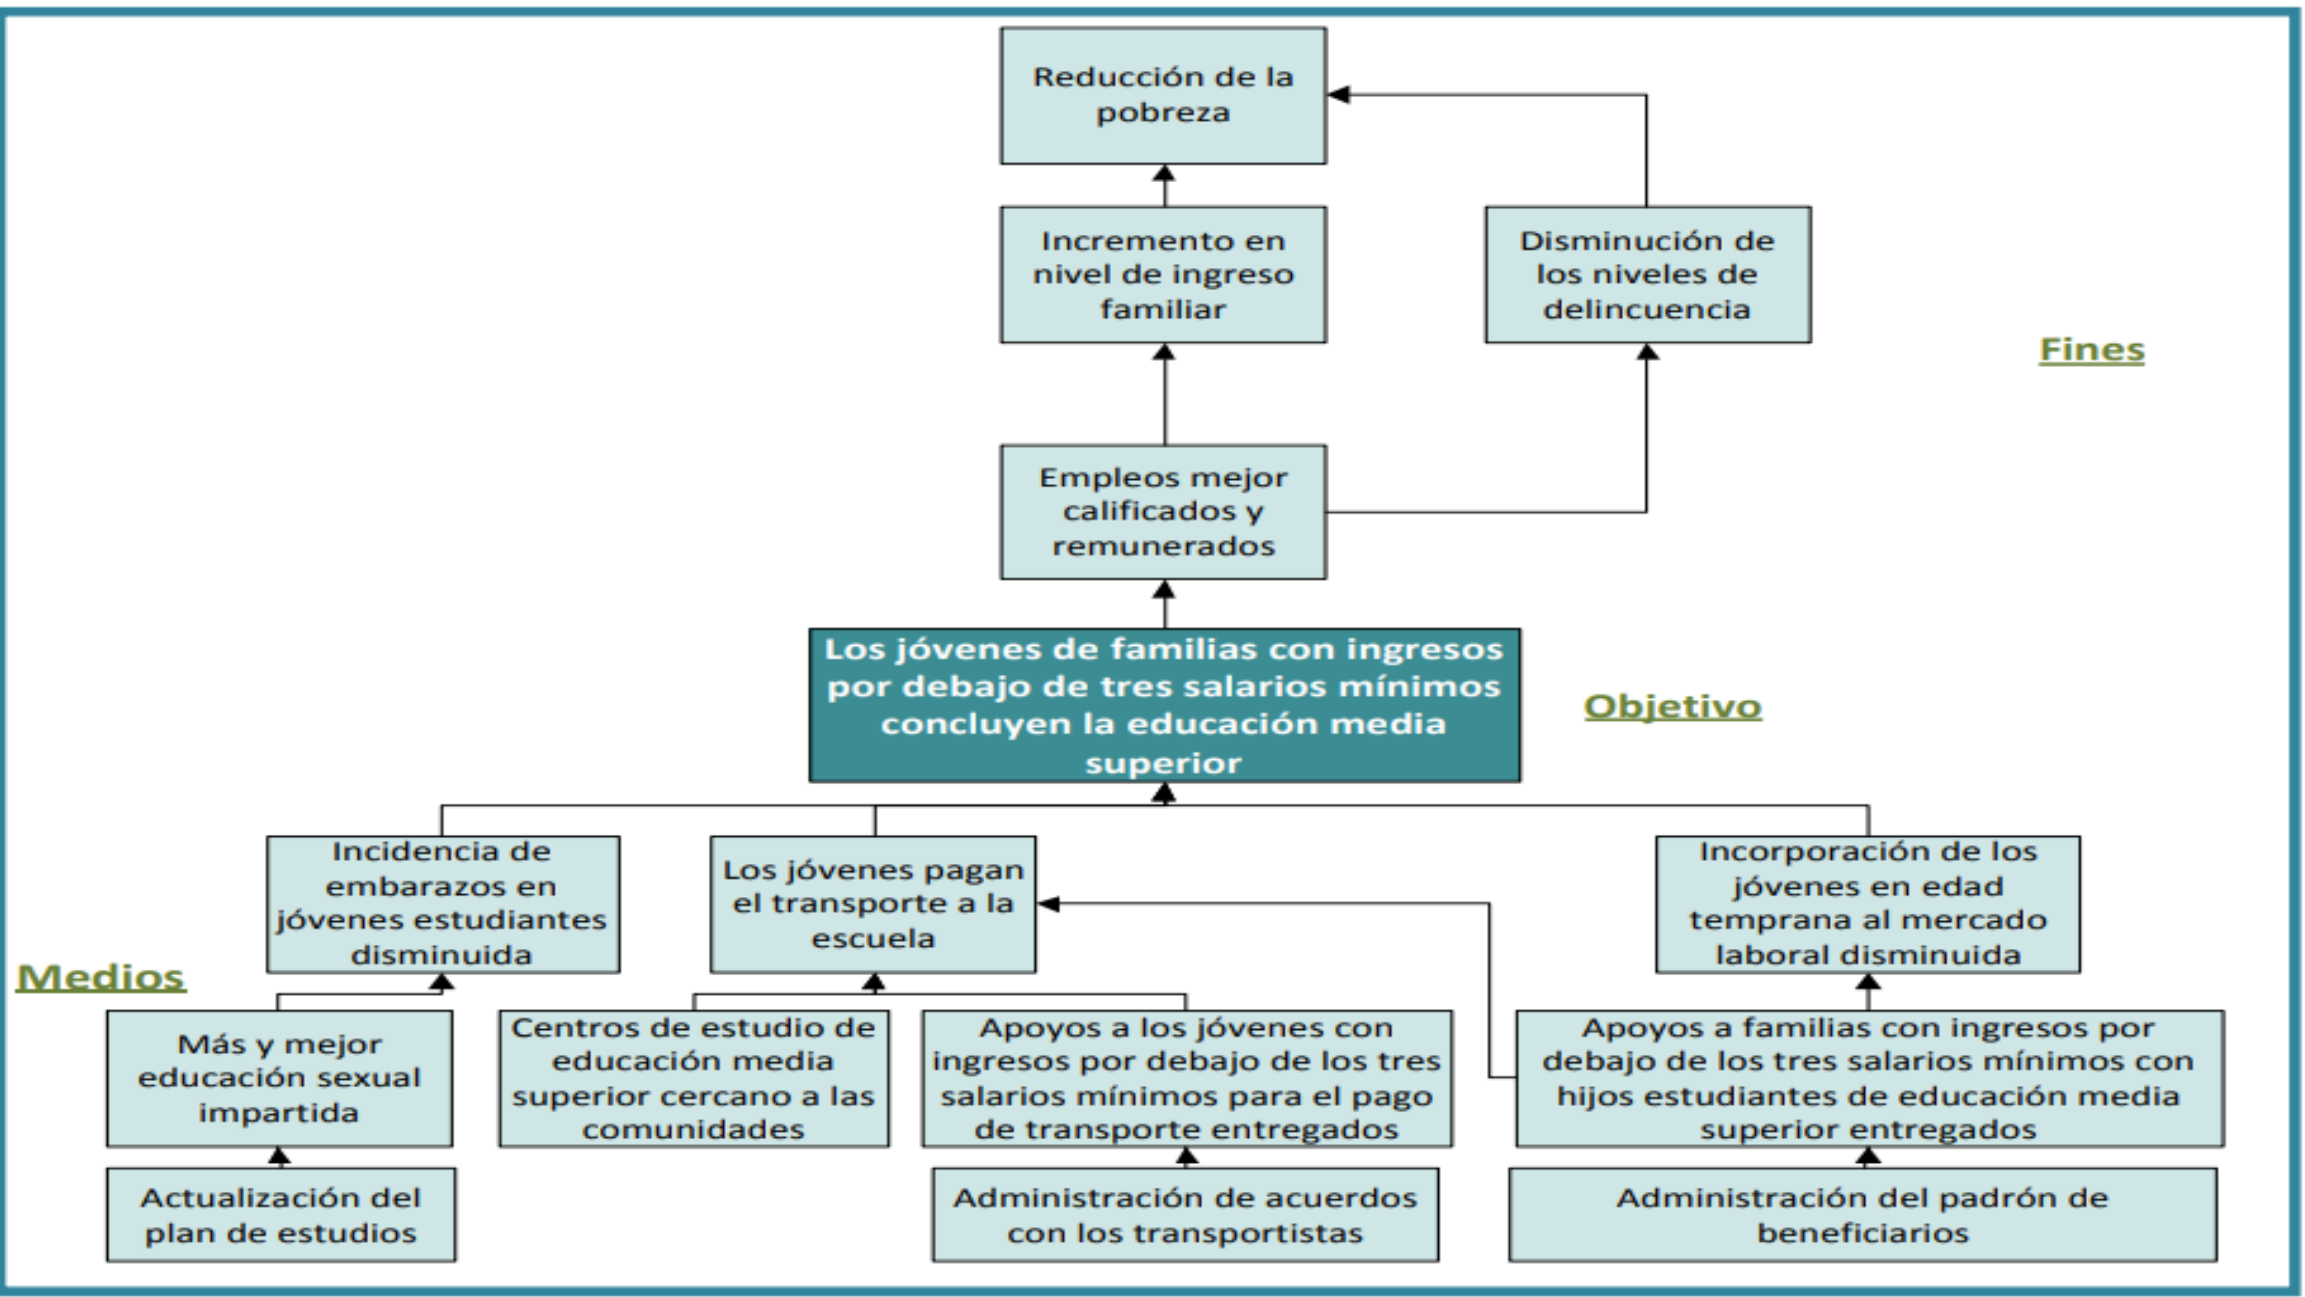 Reducción de la
pobreza
Incremento en
nivel de ingreso
familiar
Disminución de
los niveles de
delincuencia
Fines
Empleos mejor
calificados y
remunerados
Los jóvenes de familias con ingresos
por debajo de tres salarios mínimos
concluyen la educación media
superior
Objetivo
Incidencia de
embarazos en
jóvenes estudiantes
disminuida
Los jóvenes pagan
el transporte a la
escuela
Incorporación de los
jóvenes en edad
temprana al mercado
laboral disminuida
Medios
Más y mejor
educación sexual
impartida
Centros de estudio de
educación media
superior cercano a las
comunidades
Apoyos a los jóvenes con
ingresos por debajo de los tres
salarios mínimos para el pago
de transporte entregados
Apoyos a familias con ingresos por
debajo de los tres salarios mínimos con
hijos estudiantes de educación media
superior entregados
Actualización del
plan de estudios
Administración de acuerdos
con los transportistas
Administración del padrón de
beneficiarios